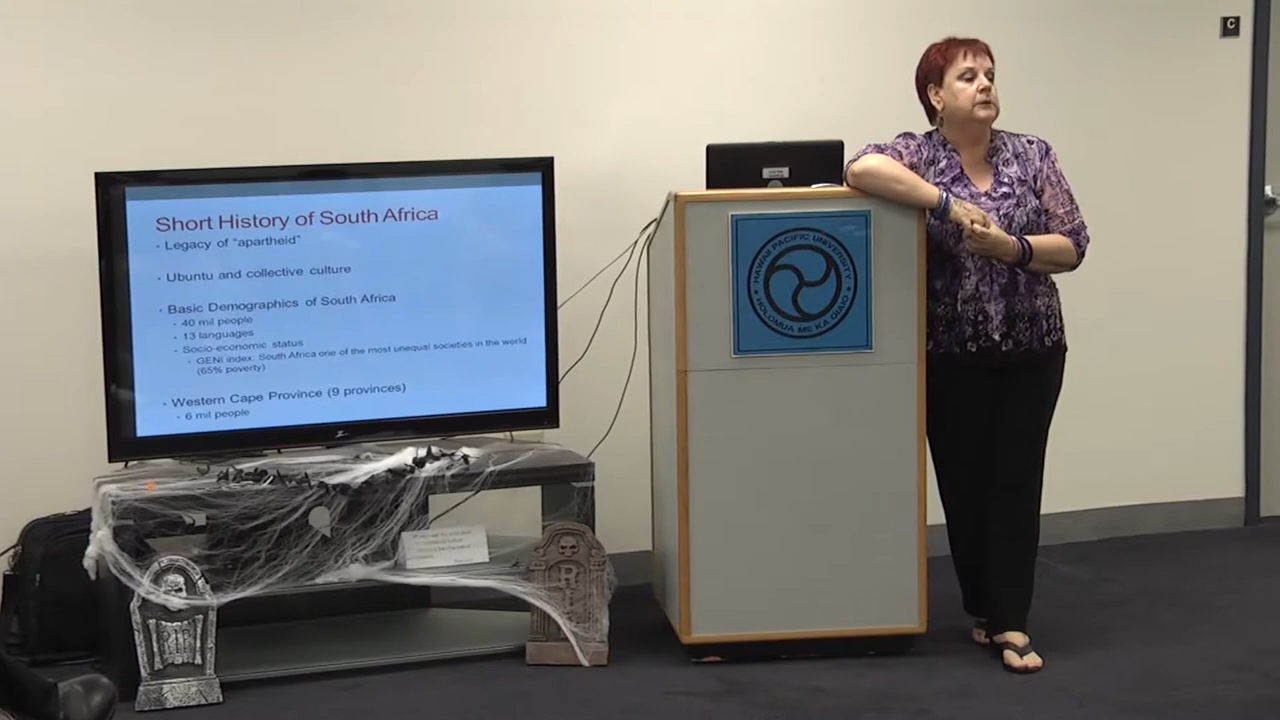 Short History of South Africa
- Legacy of "apartheid"
- Ubuntu and collective culture
- Basic Demographics of South Africa
- 40 mil people
- 13 languages
- Socio-economic status
- GENI index: South Africa one of the most unequal societies in the world
(65% poverty)
- Western Cape Province (9 provinces)
- 6 mil people
HAWAII PACIFIC UNIVERSITY
HOLOMUA ME KA OIAIO
C
RIP